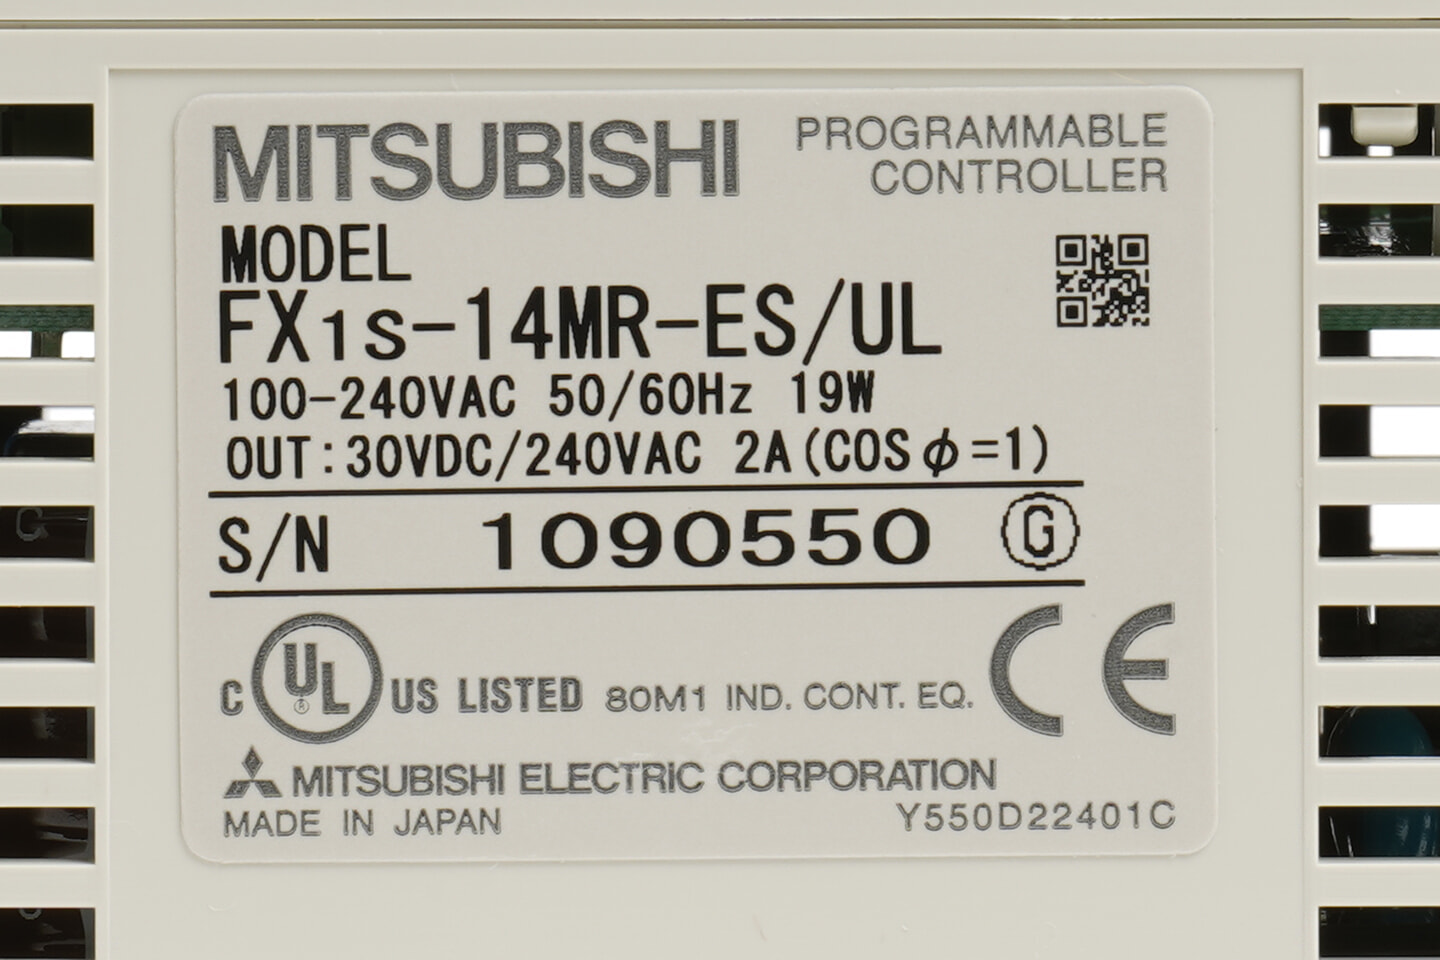 MITSUBISHI
PROGRAMMABLE
CONTROLLER
MODEL
FX1S-14MR-ES/UL
100-240VAC 50/60Hz 19W
OUT:30VDC/240VAC 2A(COSφ=1)
S/N 1090550 G
C UL US LISTED 80M1 IND. CONT. EQ. CE
MITSUBISHI ELECTRIC CORPORATION
MADE IN JAPAN Y550D22401C